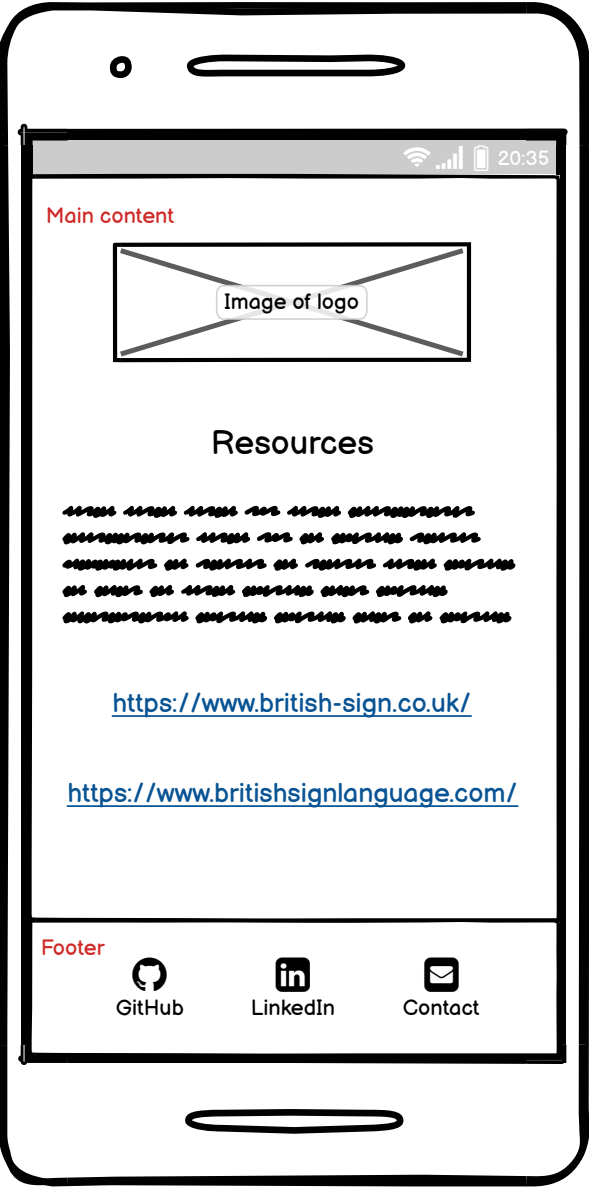 20:35
Main content
Image of logo
Resources
https://www.british-sign.co.uk/
https://www.britishsignlanguage.com/
Footer
GitHub LinkedIn Contact